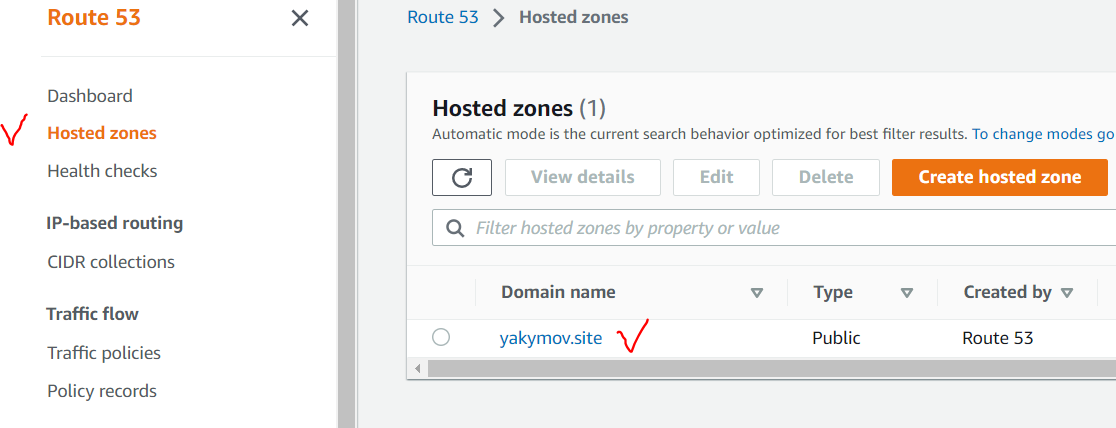 Route 53
Dashboard
Hosted zones
Health checks
IP-based routing
CIDR collections
Traffic flow
Traffic policies
Policy records
Route 53 Hosted zones
Hosted zones (1)
Automatic mode is the current search behavior optimized for best filter results. To change modes go
View details Edit Delete Create hosted zone
Filter hosted zones by property or value
Domain name Type Created by
yakymov.site Public Route 53